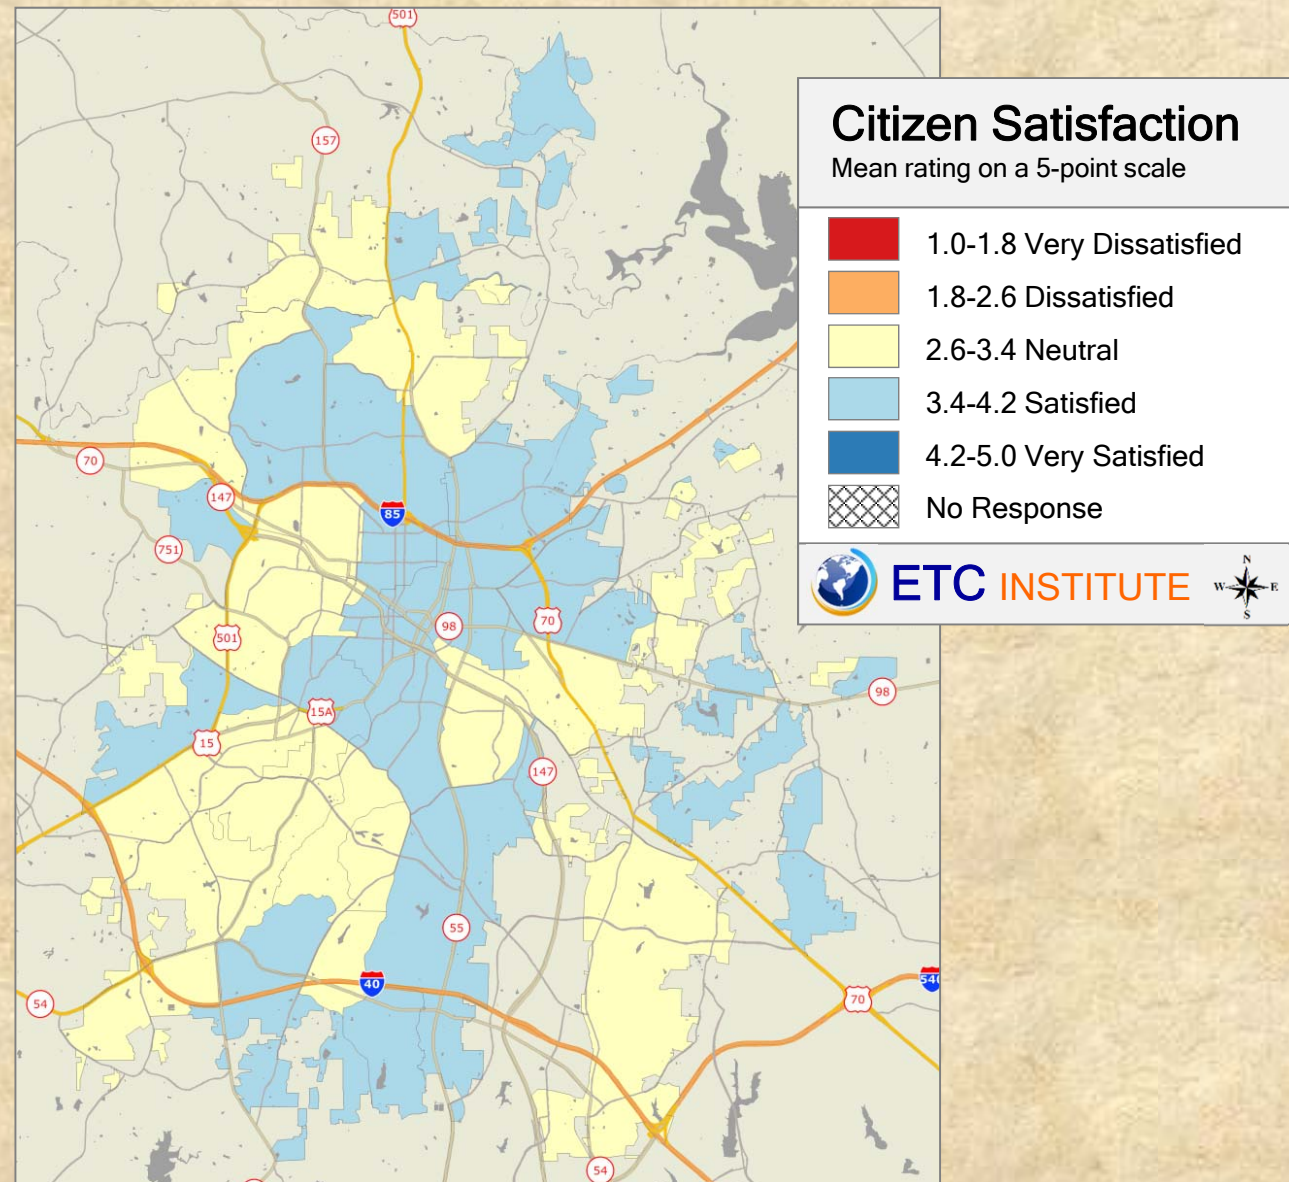 501
157
Citizen Satisfaction
Mean rating on a 5-point scale
1.0-1.8 Very Dissatisfied
1.8-2.6 Dissatisfied
2.6-3.4 Neutral
3.4-4.2 Satisfied
4.2-5.0 Very Satisfied
No Response
ETC INSTITUTE
N
W E
S
70
147
85
751
501
98
70
98
15A
15
147
55
40
54
70
540
54